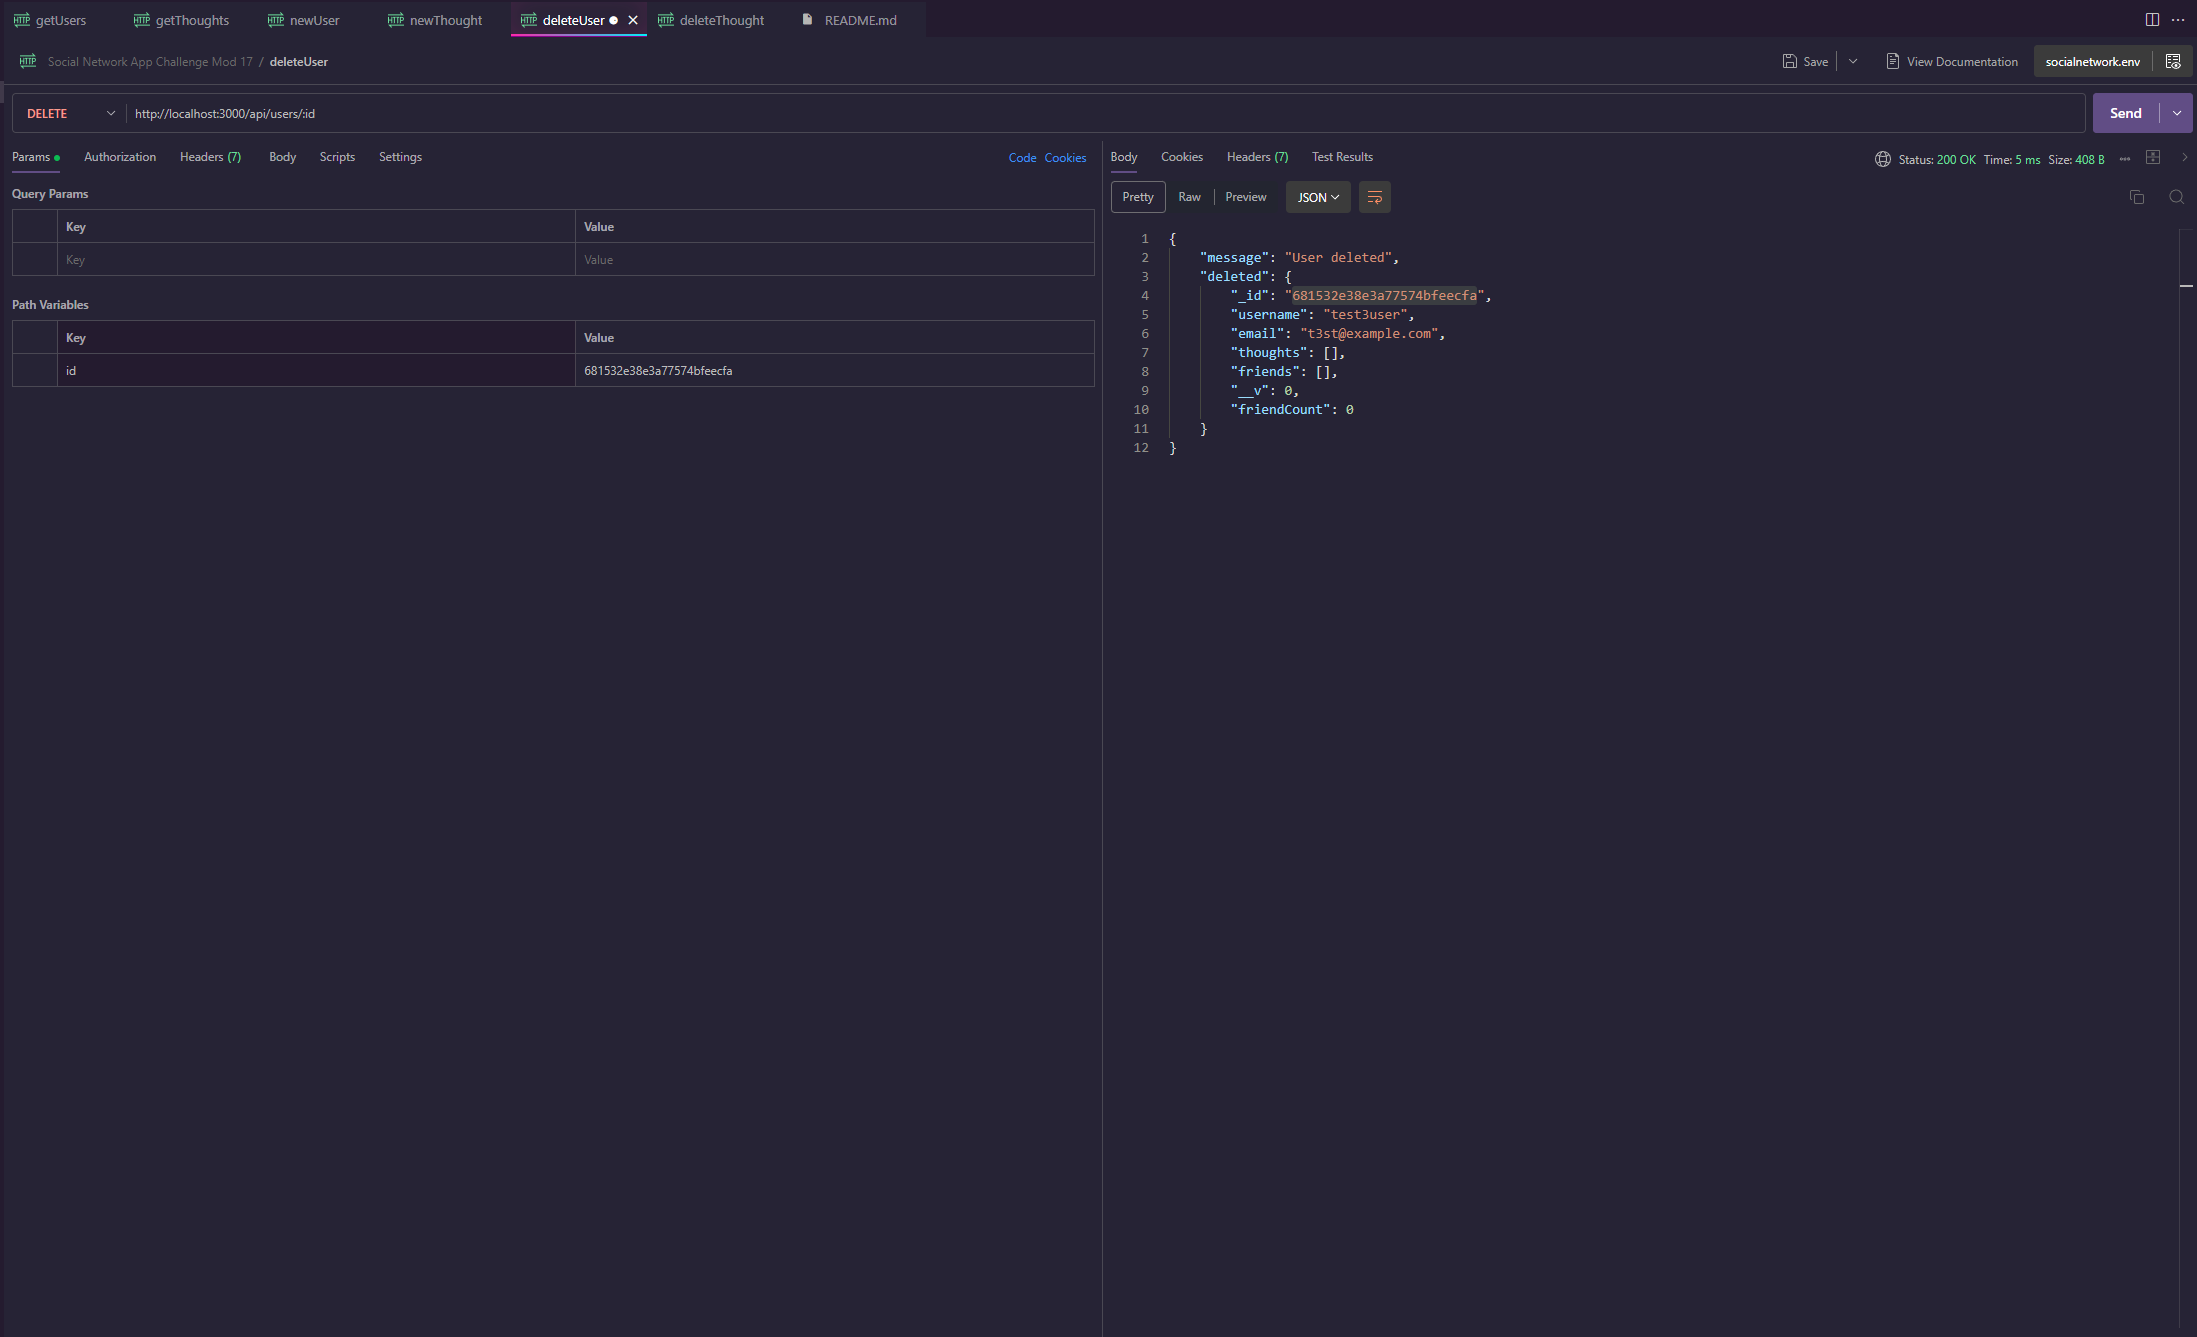 getUsers getThoughts newUser newThought deleteUser deleteThought README.md
Social Network App Challenge Mod 17 / deleteUser Save View Documentation socialnetwork.env
DELETE http://localhost:3000/api/users/:id Send
Params Authorization Headers (7) Body Scripts Settings Code Cookies
Query Params
Key Value
Key Value
Path Variables
Key Value
id 681532e38e3a77574bfeecfa
Body Cookies Headers (7) Test Results Status: 200 OK Time: 5 ms Size: 408 B
Pretty Raw Preview JSON
1 {
2 "message": "User deleted",
3 "deleted": {
4 "_id": "681532e38e3a77574bfeecfa",
5 "username": "test3user",
6 "email": "t3st@example.com",
7 "thoughts": [],
8 "friends": [],
9 "__v": 0,
10 "friendCount": 0
11 }
12 }